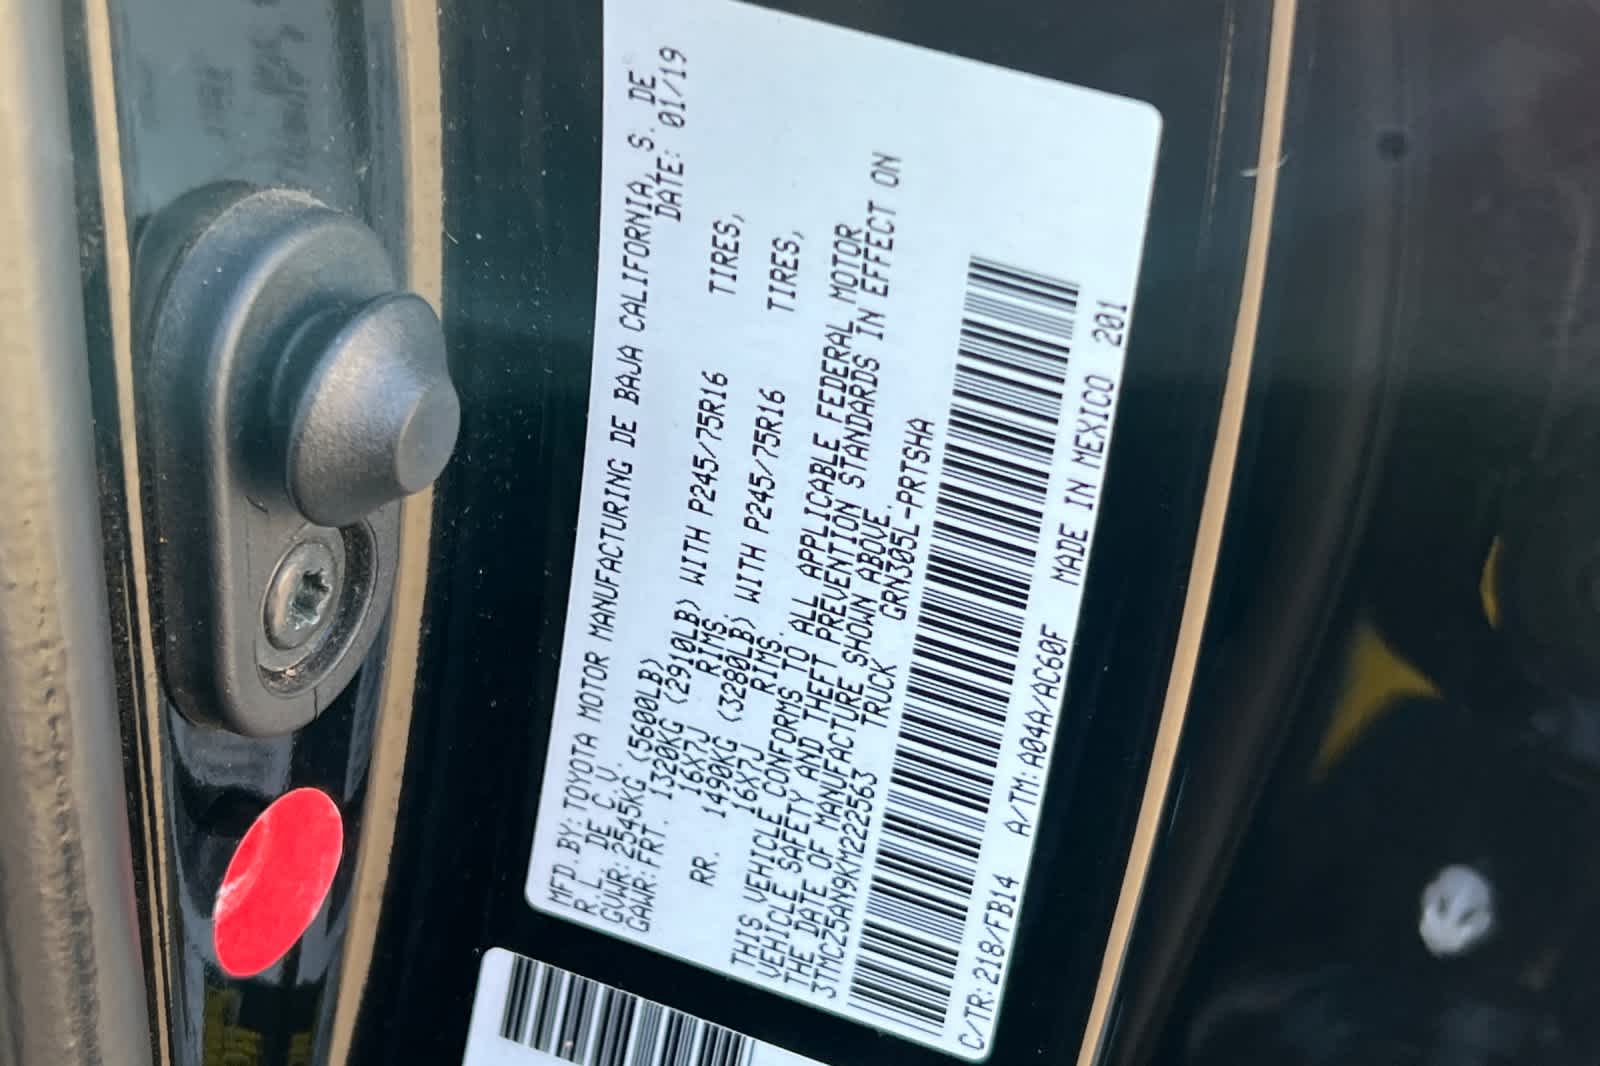 MFD.BY:TOYOTA MOTOR MANUFACTURING DE BAJA CALIFORNIA, S. DE
R.L. DE C.V. DATE: 01/19
GVWR:2545KG (5600LB)
GAWR:FRT. 1320KG (2910LB) WITH P245/75R16 TIRES,
16X7J RIMS.
RR. 1490KG (3280LB) WITH P245/75R16 TIRES,
16X7J RIMS.
THIS VEHICLE CONFORMS TO ALL APPLICABLE FEDERAL MOTOR
VEHICLE SAFETY AND THEFT PREVENTION STANDARDS IN EFFECT ON
THE DATE OF MANUFACTURE SHOWN ABOVE.
3TMCZ5AN9KM222563 TRUCK GRN305L-PRTSHA
C/TR:218/FB14 A/TM:A04A/AC60F MADE IN MEXICO 201